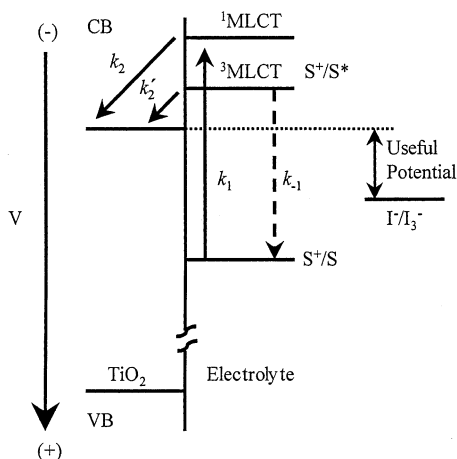 (-)
CB
¹MLCT
k₂
³MLCT
S⁺/S*
k₂′
Useful
Potential
V
k₁
k₋₁
I⁻/I₃⁻
S⁺/S
TiO₂
Electrolyte
VB
(+)